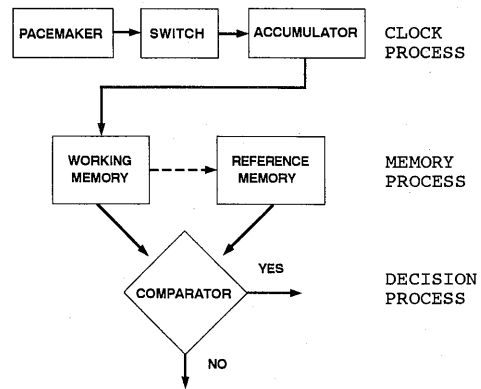 PACEMAKER
SWITCH
ACCUMULATOR
CLOCK
PROCESS
WORKING
MEMORY
REFERENCE
MEMORY
MEMORY
PROCESS
COMPARATOR
YES
NO
DECISION
PROCESS